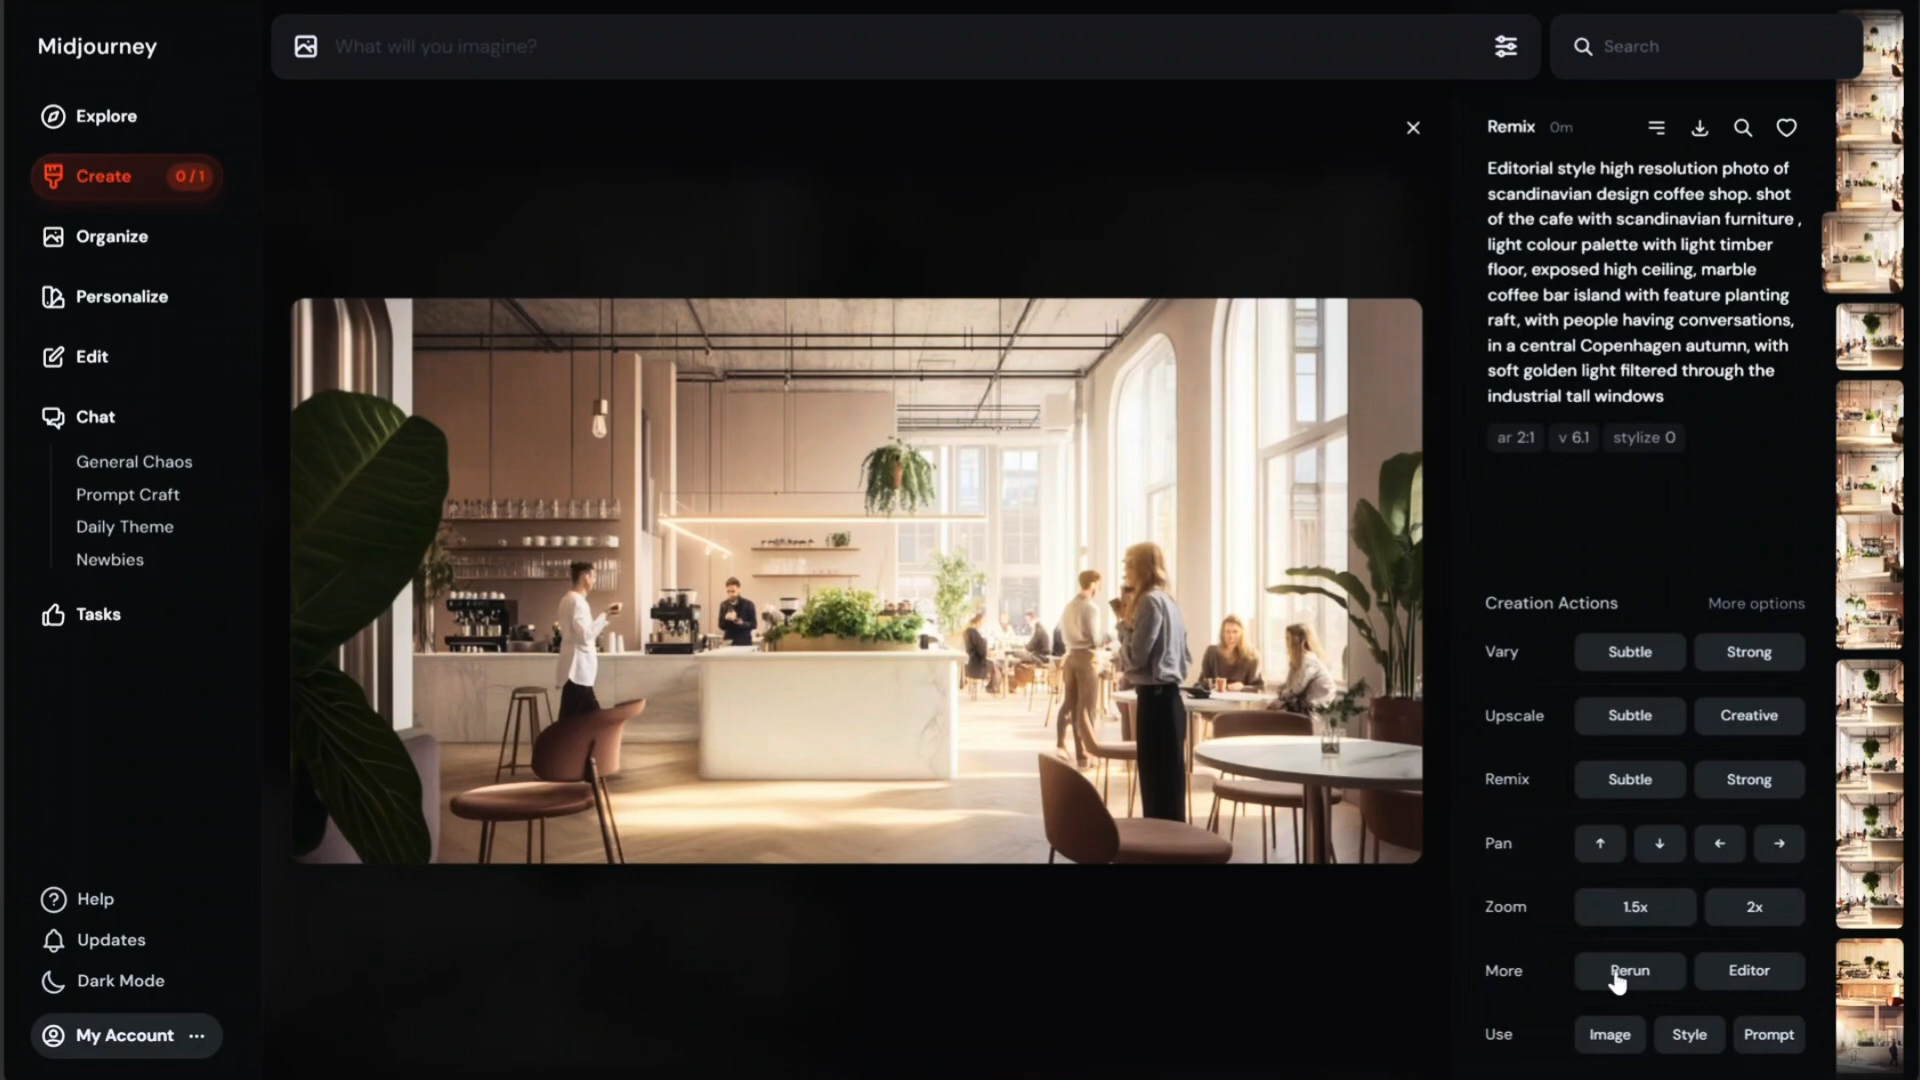 Midjourney
What will you imagine?
Search
Explore
Create 0 / 1
Organize
Personalize
Edit
Chat
General Chaos
Prompt Craft
Daily Theme
Newbies
Tasks
Help
Updates
Dark Mode
My Account ...
Remix 0m
Editorial style high resolution photo of
scandinavian design coffee shop. shot
of the cafe with scandinavian furniture ,
light colour palette with light timber
floor, exposed high ceiling, marble
coffee bar island with feature planting
raft, with people having conversations,
in a central Copenhagen autumn, with
soft golden light filtered through the
industrial tall windows
ar 2:1 v 6.1 stylize 0
Creation Actions More options
Vary Subtle Strong
Upscale Subtle Creative
Remix Subtle Strong
Pan ↑ ↓ ← →
Zoom 1.5x 2x
More Rerun Editor
Use Image Style Prompt